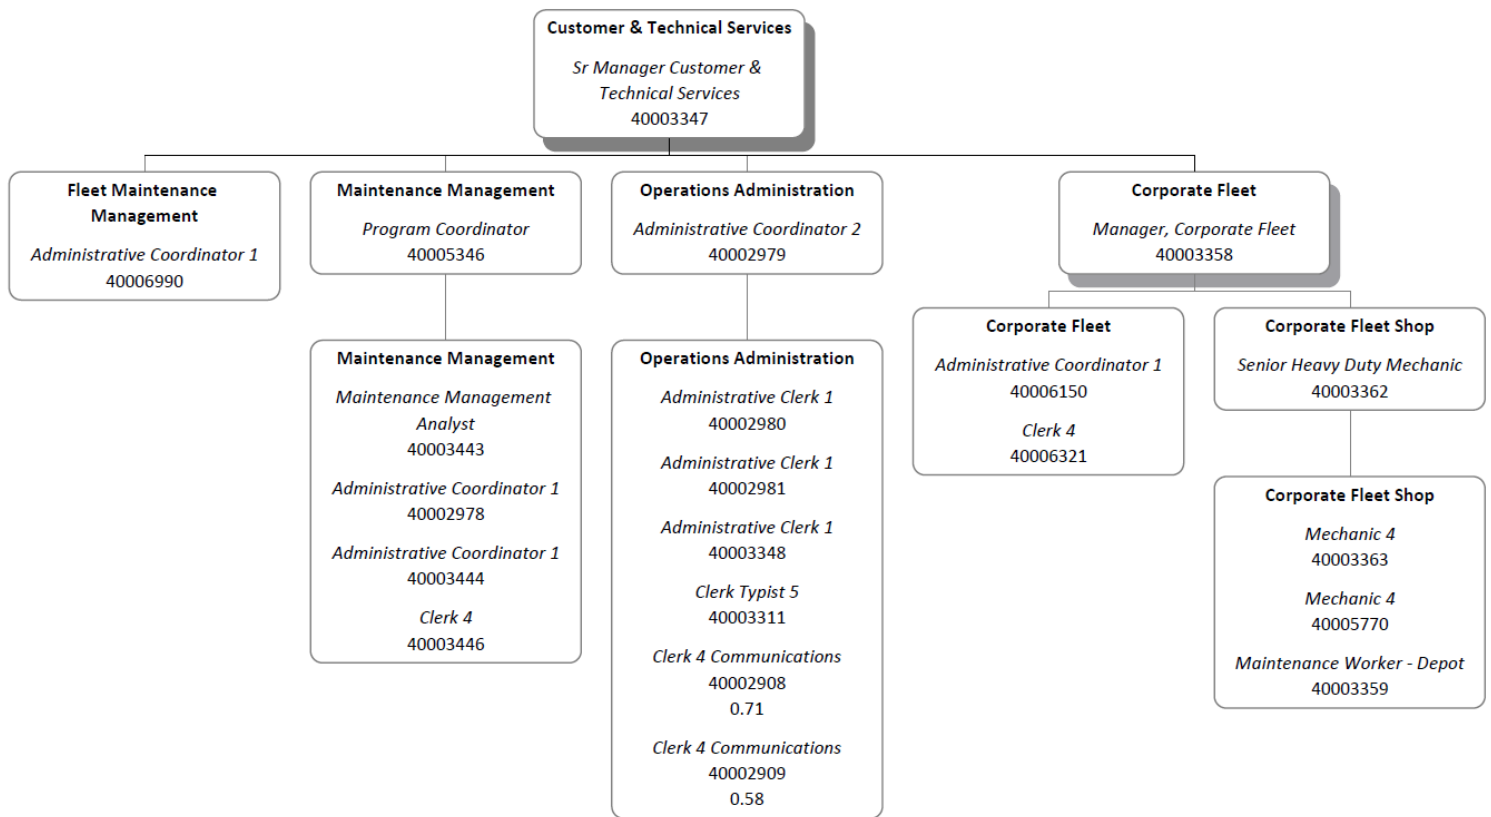 Customer & Technical Services
Sr Manager Customer &
Technical Services
40003347
Fleet Maintenance
Management
Administrative Coordinator 1
40006990
Maintenance Management
Program Coordinator
40005346
Operations Administration
Administrative Coordinator 2
40002979
Corporate Fleet
Manager, Corporate Fleet
40003358
Maintenance Management
Maintenance Management
Analyst
40003443
Administrative Coordinator 1
40002978
Administrative Coordinator 1
40003444
Clerk 4
40003446
Operations Administration
Administrative Clerk 1
40002980
Administrative Clerk 1
40002981
Administrative Clerk 1
40003348
Clerk Typist 5
40003311
Clerk 4 Communications
40002908
0.71
Clerk 4 Communications
40002909
0.58
Corporate Fleet
Administrative Coordinator 1
40006150
Clerk 4
40006321
Corporate Fleet Shop
Senior Heavy Duty Mechanic
40003362
Corporate Fleet Shop
Mechanic 4
40003363
Mechanic 4
40005770
Maintenance Worker - Depot
40003359